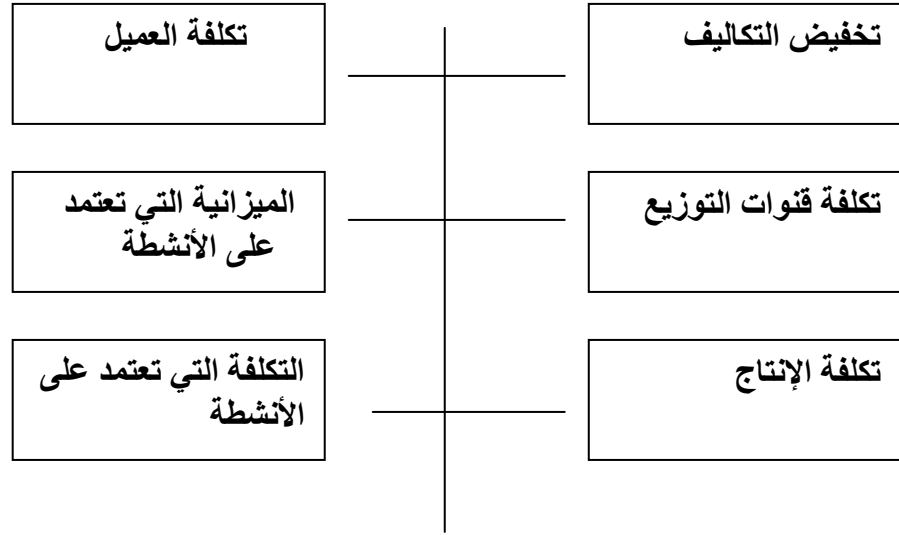 تخفيض التكاليف
تكلفة العميل
تكلفة قنوات التوزيع
الميزانية التي تعتمد
على الأنشطة
تكلفة الإنتاج
التكلفة التي تعتمد على
الأنشطة